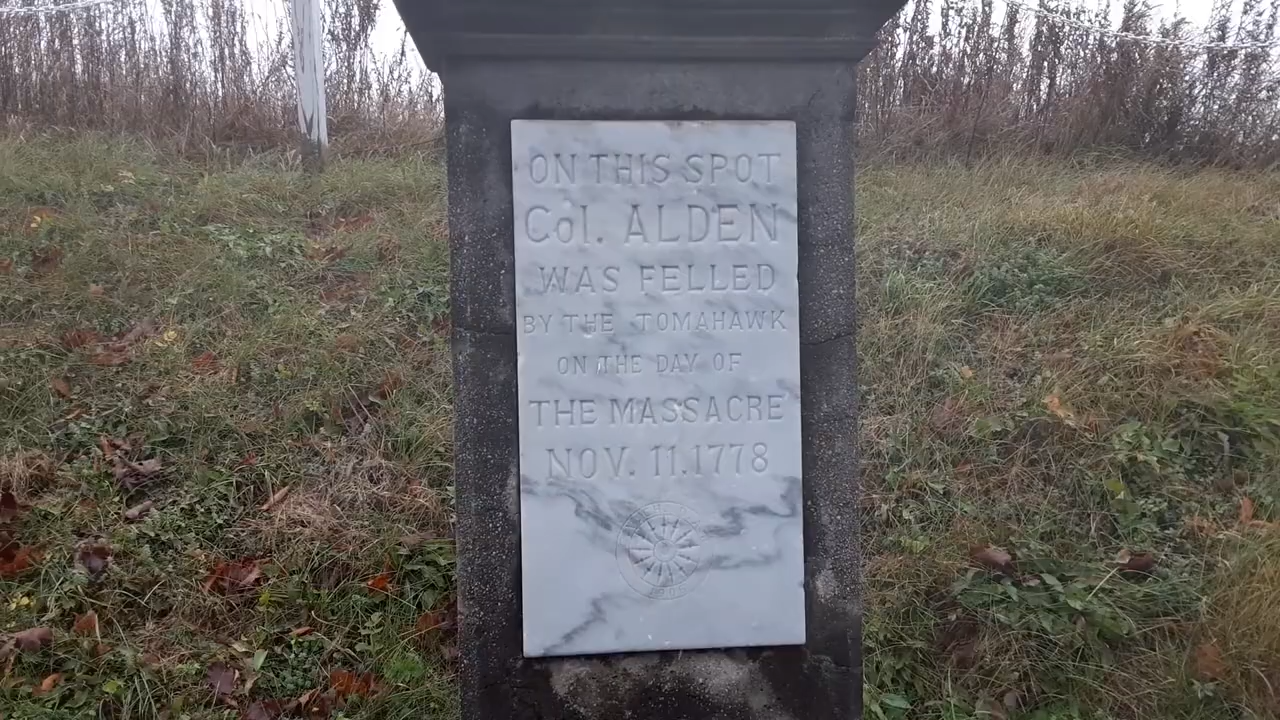 ON THIS SPOT
Col. ALDEN
WAS FELLED
BY THE TOMAHAWK
ON THE DAY OF
THE MASSACRE
NOV. 11.1778